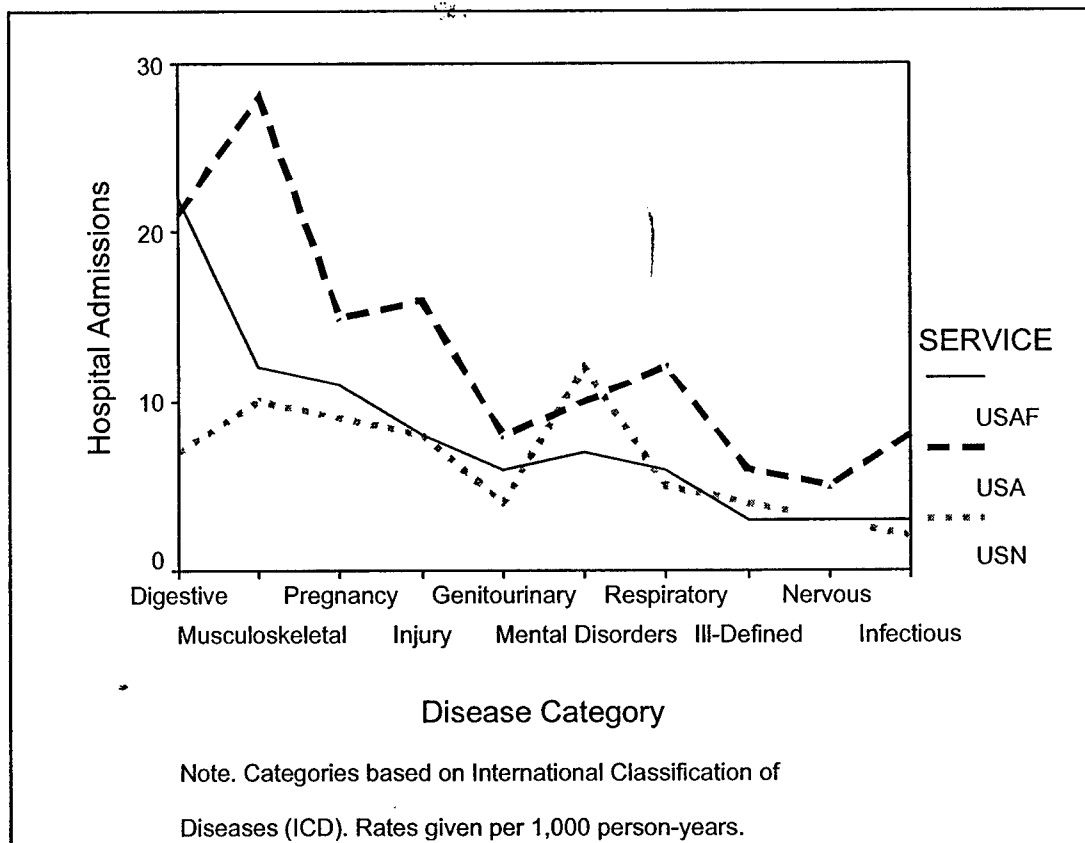 30
20
10
0
Hospital Admissions
Digestive Pregnancy Genitourinary Respiratory Nervous
Musculoskeletal Injury Mental Disorders Ill-Defined Infectious
Disease Category
SERVICE
USAF
USA
USN
Note. Categories based on International Classification of
Diseases (ICD). Rates given per 1,000 person-years.